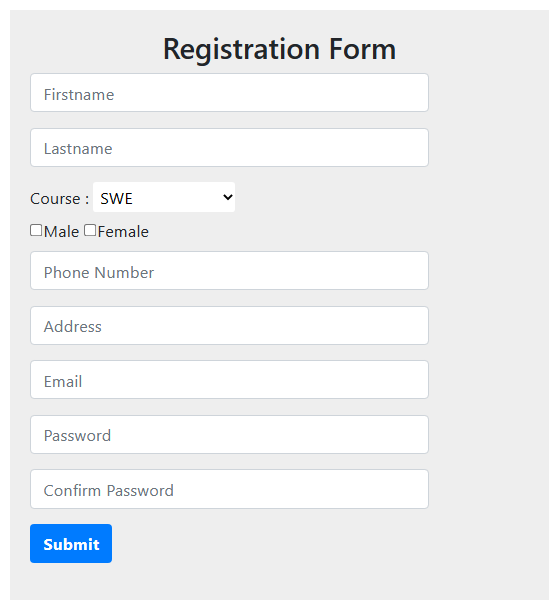 Registration Form
Firstname
Lastname
Course : SWE
Male Female
Phone Number
Address
Email
Password
Confirm Password
Submit